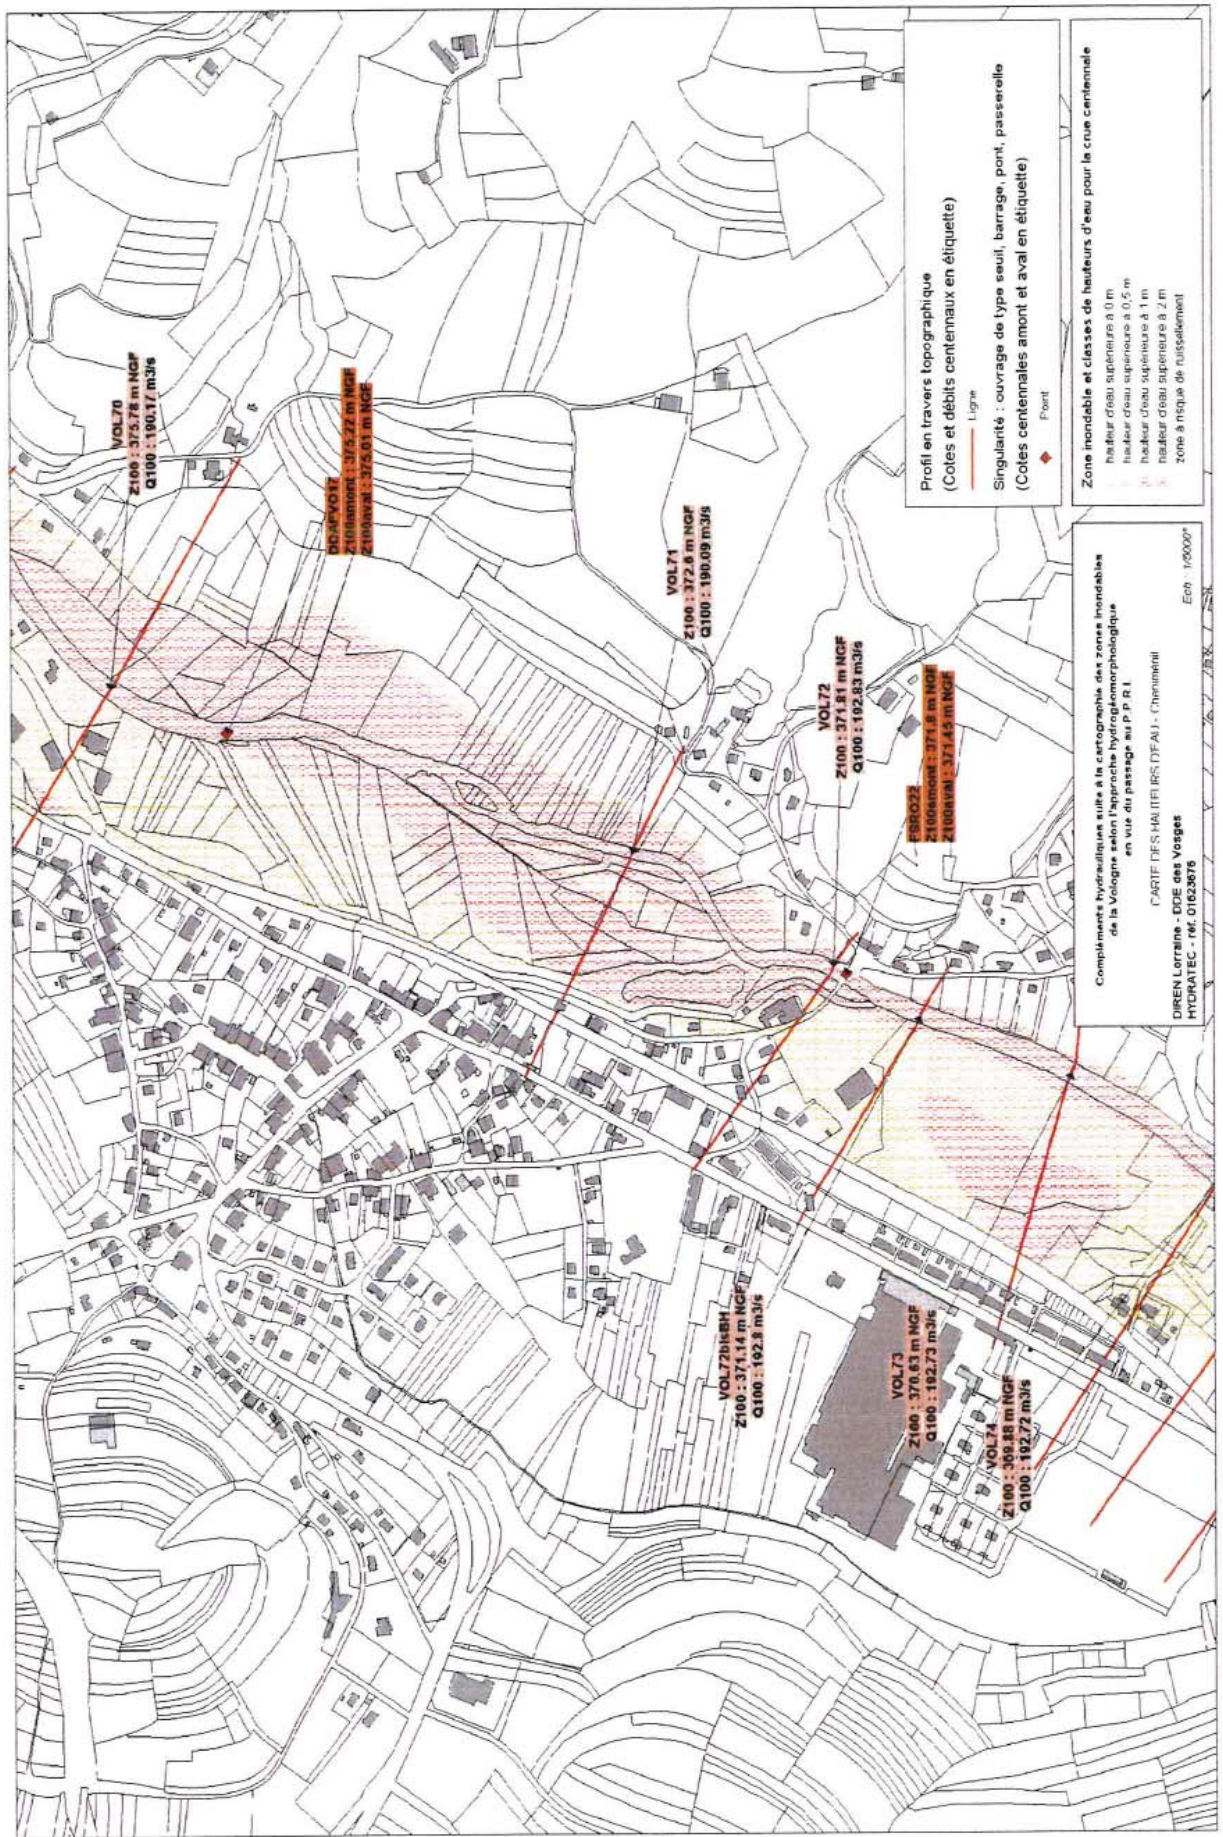 VOL70
Z100 : 375.78 m NGF
Q100 : 190.17 m3/s
Z100amont : 375.22 m NGF
Z100aval : 375.01 m NGF
VOL71
Z100 : 372.6 m NGF
Q100 : 190.09 m3/s
VOL72
Z100 : 371.81 m NGF
Q100 : 192.83 m3/s
FSRO22
Z100amont : 371.8 m NGF
Z100aval : 371.45 m NGF
VOL72bisBH
Z100 : 371.14 m NGF
Q100 : 192.8 m3/s
VOL73
Z100 : 370.63 m NGF
Q100 : 192.73 m3/s
VOL74
Z100 : 369.88 m NGF
Q100 : 192.72 m3/s
Profil en travers topographique
(Cotes et débits centennaux en étiquette)
Ligne
Singularité : ouvrage de type seuil, barrage, pont, passerelle
(Cotes centennales amont et aval en étiquette)
Point
Zone inondable et classes de hauteurs d'eau pour la crue centennale
hauteur d'eau supérieure à 0 m
hauteur d'eau supérieure à 0,5 m
hauteur d'eau supérieure à 1 m
hauteur d'eau supérieure à 2 m
zone à risque de ruissellement
Compléments hydrauliques suite à la cartographie des zones inondables
de la Vologne selon l'approche hydrogéomorphologique
en vue du passage au P.P.R.I.
CARTE DES HAUTEURS D'EAU - Cheniménil
DIREN Lorraine - DDE des Vosges
HYDRATEC - réf. 01623676
Ech 1/5000°